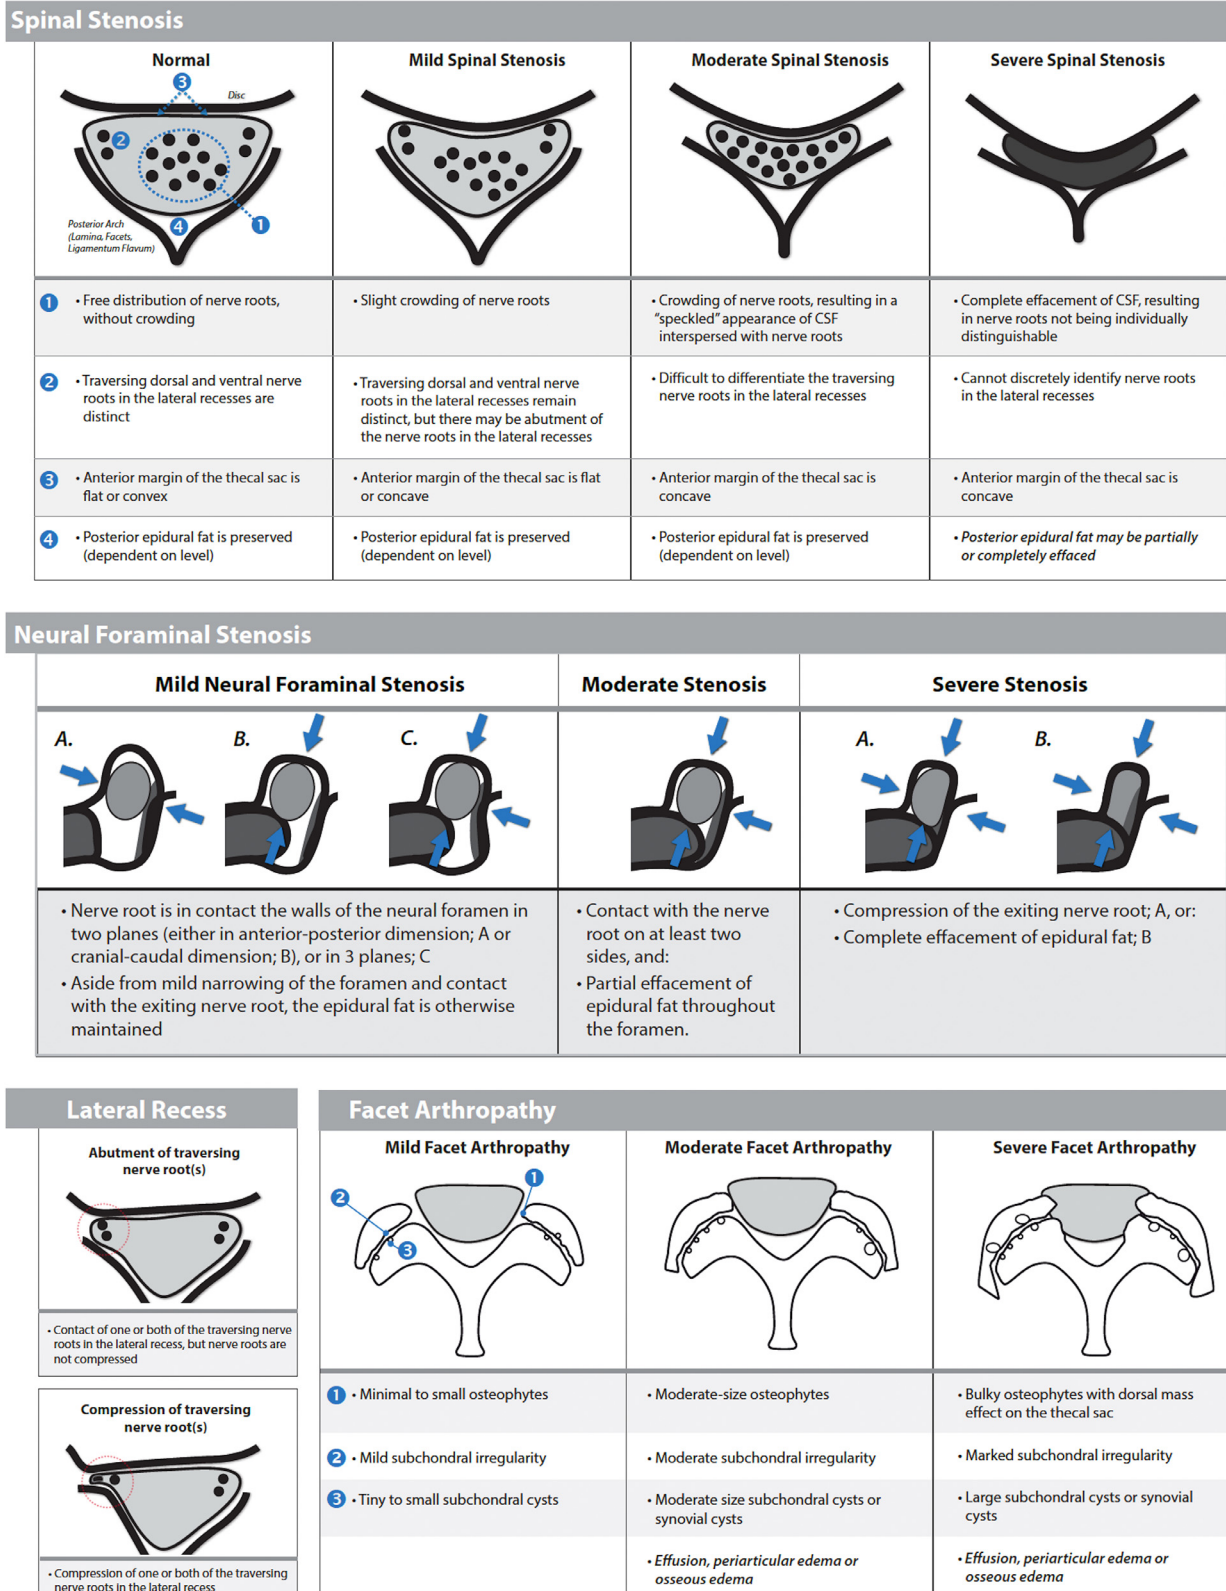 Spinal Stenosis
Normal
3
Disc
2
Posterior Arch
(Lamina, Facets,
Ligamentum Flavum)
4
1
Mild Spinal Stenosis
Moderate Spinal Stenosis
Severe Spinal Stenosis
1
• Free distribution of nerve roots,
without crowding
• Slight crowding of nerve roots
• Crowding of nerve roots, resulting in a
"speckled" appearance of CSF
interspersed with nerve roots
• Complete effacement of CSF, resulting
in nerve roots not being individually
distinguishable
2
• Traversing dorsal and ventral nerve
roots in the lateral recesses are
distinct
• Traversing dorsal and ventral nerve
roots in the lateral recesses remain
distinct, but there may be abutment of
the nerve roots in the lateral recesses
• Difficult to differentiate the traversing
nerve roots in the lateral recesses
• Cannot discretely identify nerve roots
in the lateral recesses
3
• Anterior margin of the thecal sac is
flat or convex
• Anterior margin of the thecal sac is flat
or concave
• Anterior margin of the thecal sac is
concave
• Anterior margin of the thecal sac is
concave
4
• Posterior epidural fat is preserved
(dependent on level)
• Posterior epidural fat is preserved
(dependent on level)
• Posterior epidural fat is preserved
(dependent on level)
• Posterior epidural fat may be partially
or completely effaced
Neural Foraminal Stenosis
Mild Neural Foraminal Stenosis
A.
B.
C.
Moderate Stenosis
Severe Stenosis
A.
B.
• Nerve root is in contact the walls of the neural foramen in
two planes (either in anterior-posterior dimension; A or
cranial-caudal dimension; B), or in 3 planes; C
• Aside from mild narrowing of the foramen and contact
with the exiting nerve root, the epidural fat is otherwise
maintained
• Contact with the nerve
root on at least two
sides, and:
• Partial effacement of
epidural fat throughout
the foramen.
• Compression of the exiting nerve root; A, or:
• Complete effacement of epidural fat; B
Lateral Recess
Abutment of traversing
nerve root(s)
• Contact of one or both of the traversing nerve
roots in the lateral recess, but nerve roots are
not compressed
Compression of traversing
nerve root(s)
• Compression of one or both of the traversing
nerve roots in the lateral recess
Facet Arthropathy
Mild Facet Arthropathy
1
2
3
Moderate Facet Arthropathy
Severe Facet Arthropathy
1
• Minimal to small osteophytes
• Moderate-size osteophytes
• Bulky osteophytes with dorsal mass
effect on the thecal sac
2
• Mild subchondral irregularity
• Moderate subchondral irregularity
• Marked subchondral irregularity
3
• Tiny to small subchondral cysts
• Moderate size subchondral cysts or
synovial cysts
• Large subchondral cysts or synovial
cysts
• Effusion, periarticular edema or
osseous edema
• Effusion, periarticular edema or
osseous edema